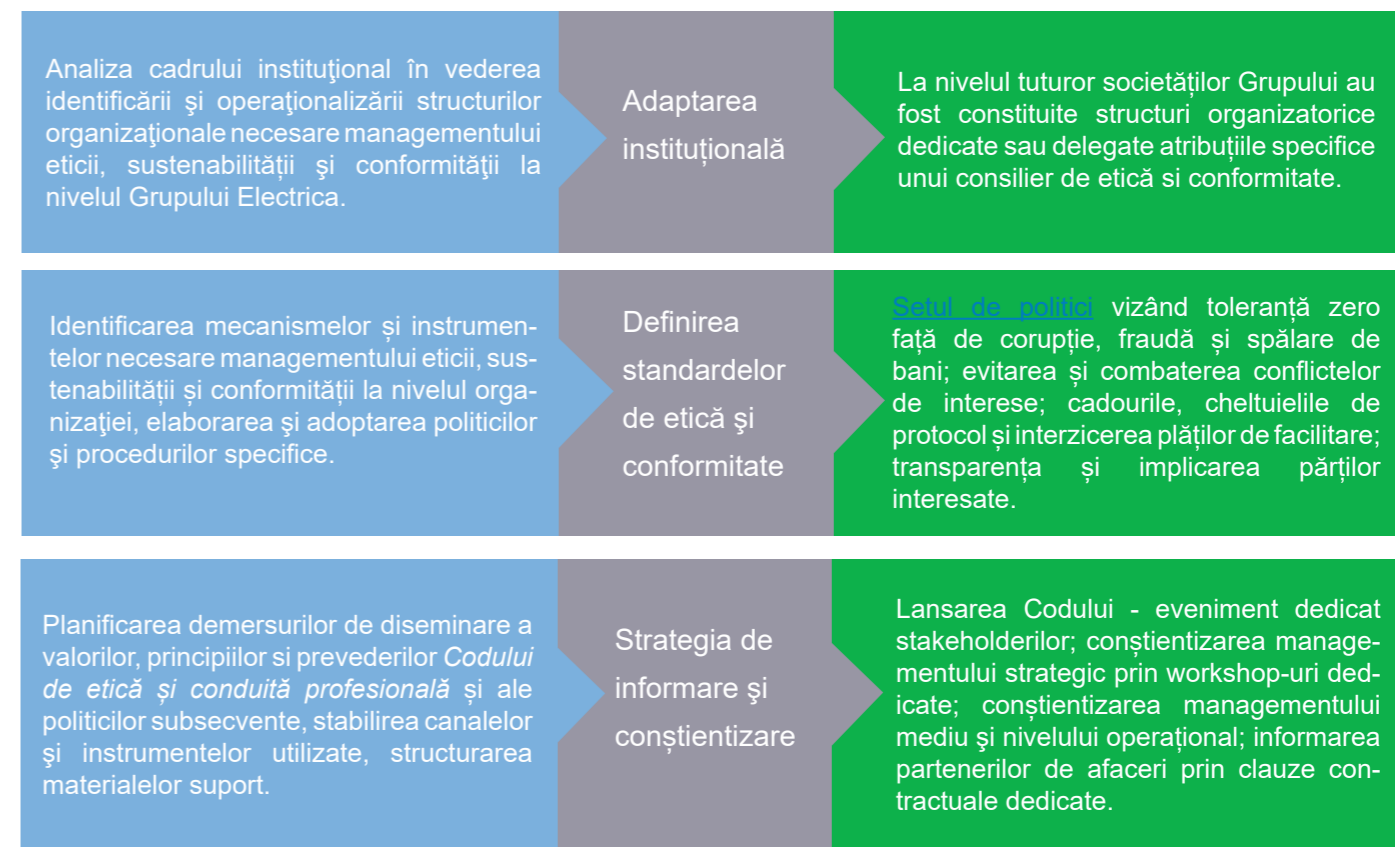 Analiza cadrului instituţional în vederea
identificării şi operaţionalizării structurilor
organizaţionale necesare managementului
eticii, sustenabilității şi conformităţii la
nivelul Grupului Electrica.
Adaptarea
instituțională
La nivelul tuturor societăților Grupului au
fost constituite structuri organizatorice
dedicate sau delegate atribuțiile specifice
unui consilier de etică si conformitate.
Identificarea mecanismelor și instrumen-
telor necesare managementului eticii, sus-
tenabilității și conformității la nivelul orga-
nizaţiei, elaborarea şi adoptarea politicilor
şi procedurilor specifice.
Definirea
standardelor
de etică şi
conformitate
Setul de politici vizând toleranță zero
față de corupție, fraudă și spălare de
bani; evitarea și combaterea conflictelor
de interese; cadourile, cheltuielile de
protocol și interzicerea plăților de facilitare;
transparența și implicarea părților
interesate.
Planificarea demersurilor de diseminare a
valorilor, principiilor si prevederilor Codului
de etică și conduită profesională și ale
politicilor subsecvente, stabilirea canalelor
şi instrumentelor utilizate, structurarea
materialelor suport.
Strategia de
informare şi
conștientizare
Lansarea Codului - eveniment dedicat
stakeholderilor; conștientizarea manage-
mentului strategic prin workshop-uri ded-
icate; conștientizarea managementului
mediu şi nivelului operațional; informarea
partenerilor de afaceri prin clauze con-
tractuale dedicate.